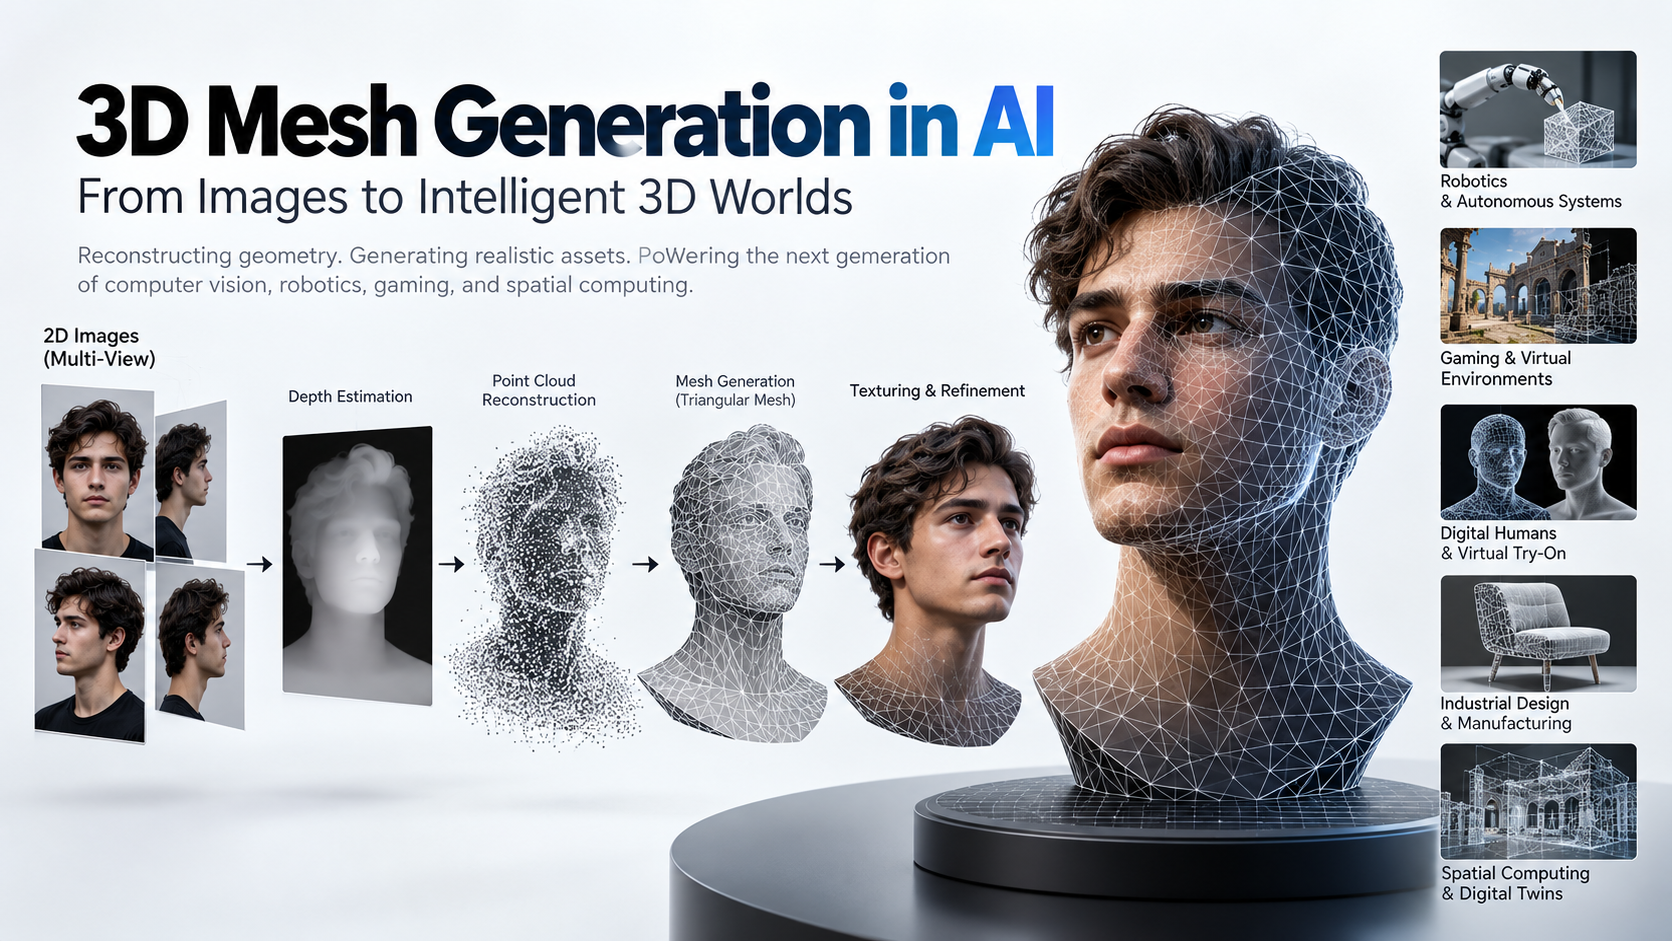 3D Mesh Generation in AI
From Images to Intelligent 3D Worlds
Reconstructing geometry. Generating realistic assets. PoWering the next gemeration
of computer vision, robotics, gaming, and spatial computing.
2D Images
(Multi-View)
Depth Estimation
Point Cloud
Reconstruction
Mesh Generation
(Triangular Mesh)
Texturing & Refinement
Robotics
& Autonomous Systems
Gaming & Virtual
Environments
Digital Humans
& Virtual Try-On
Industrial Design
& Manufacturing
Spatial Computing
& Digital Twins